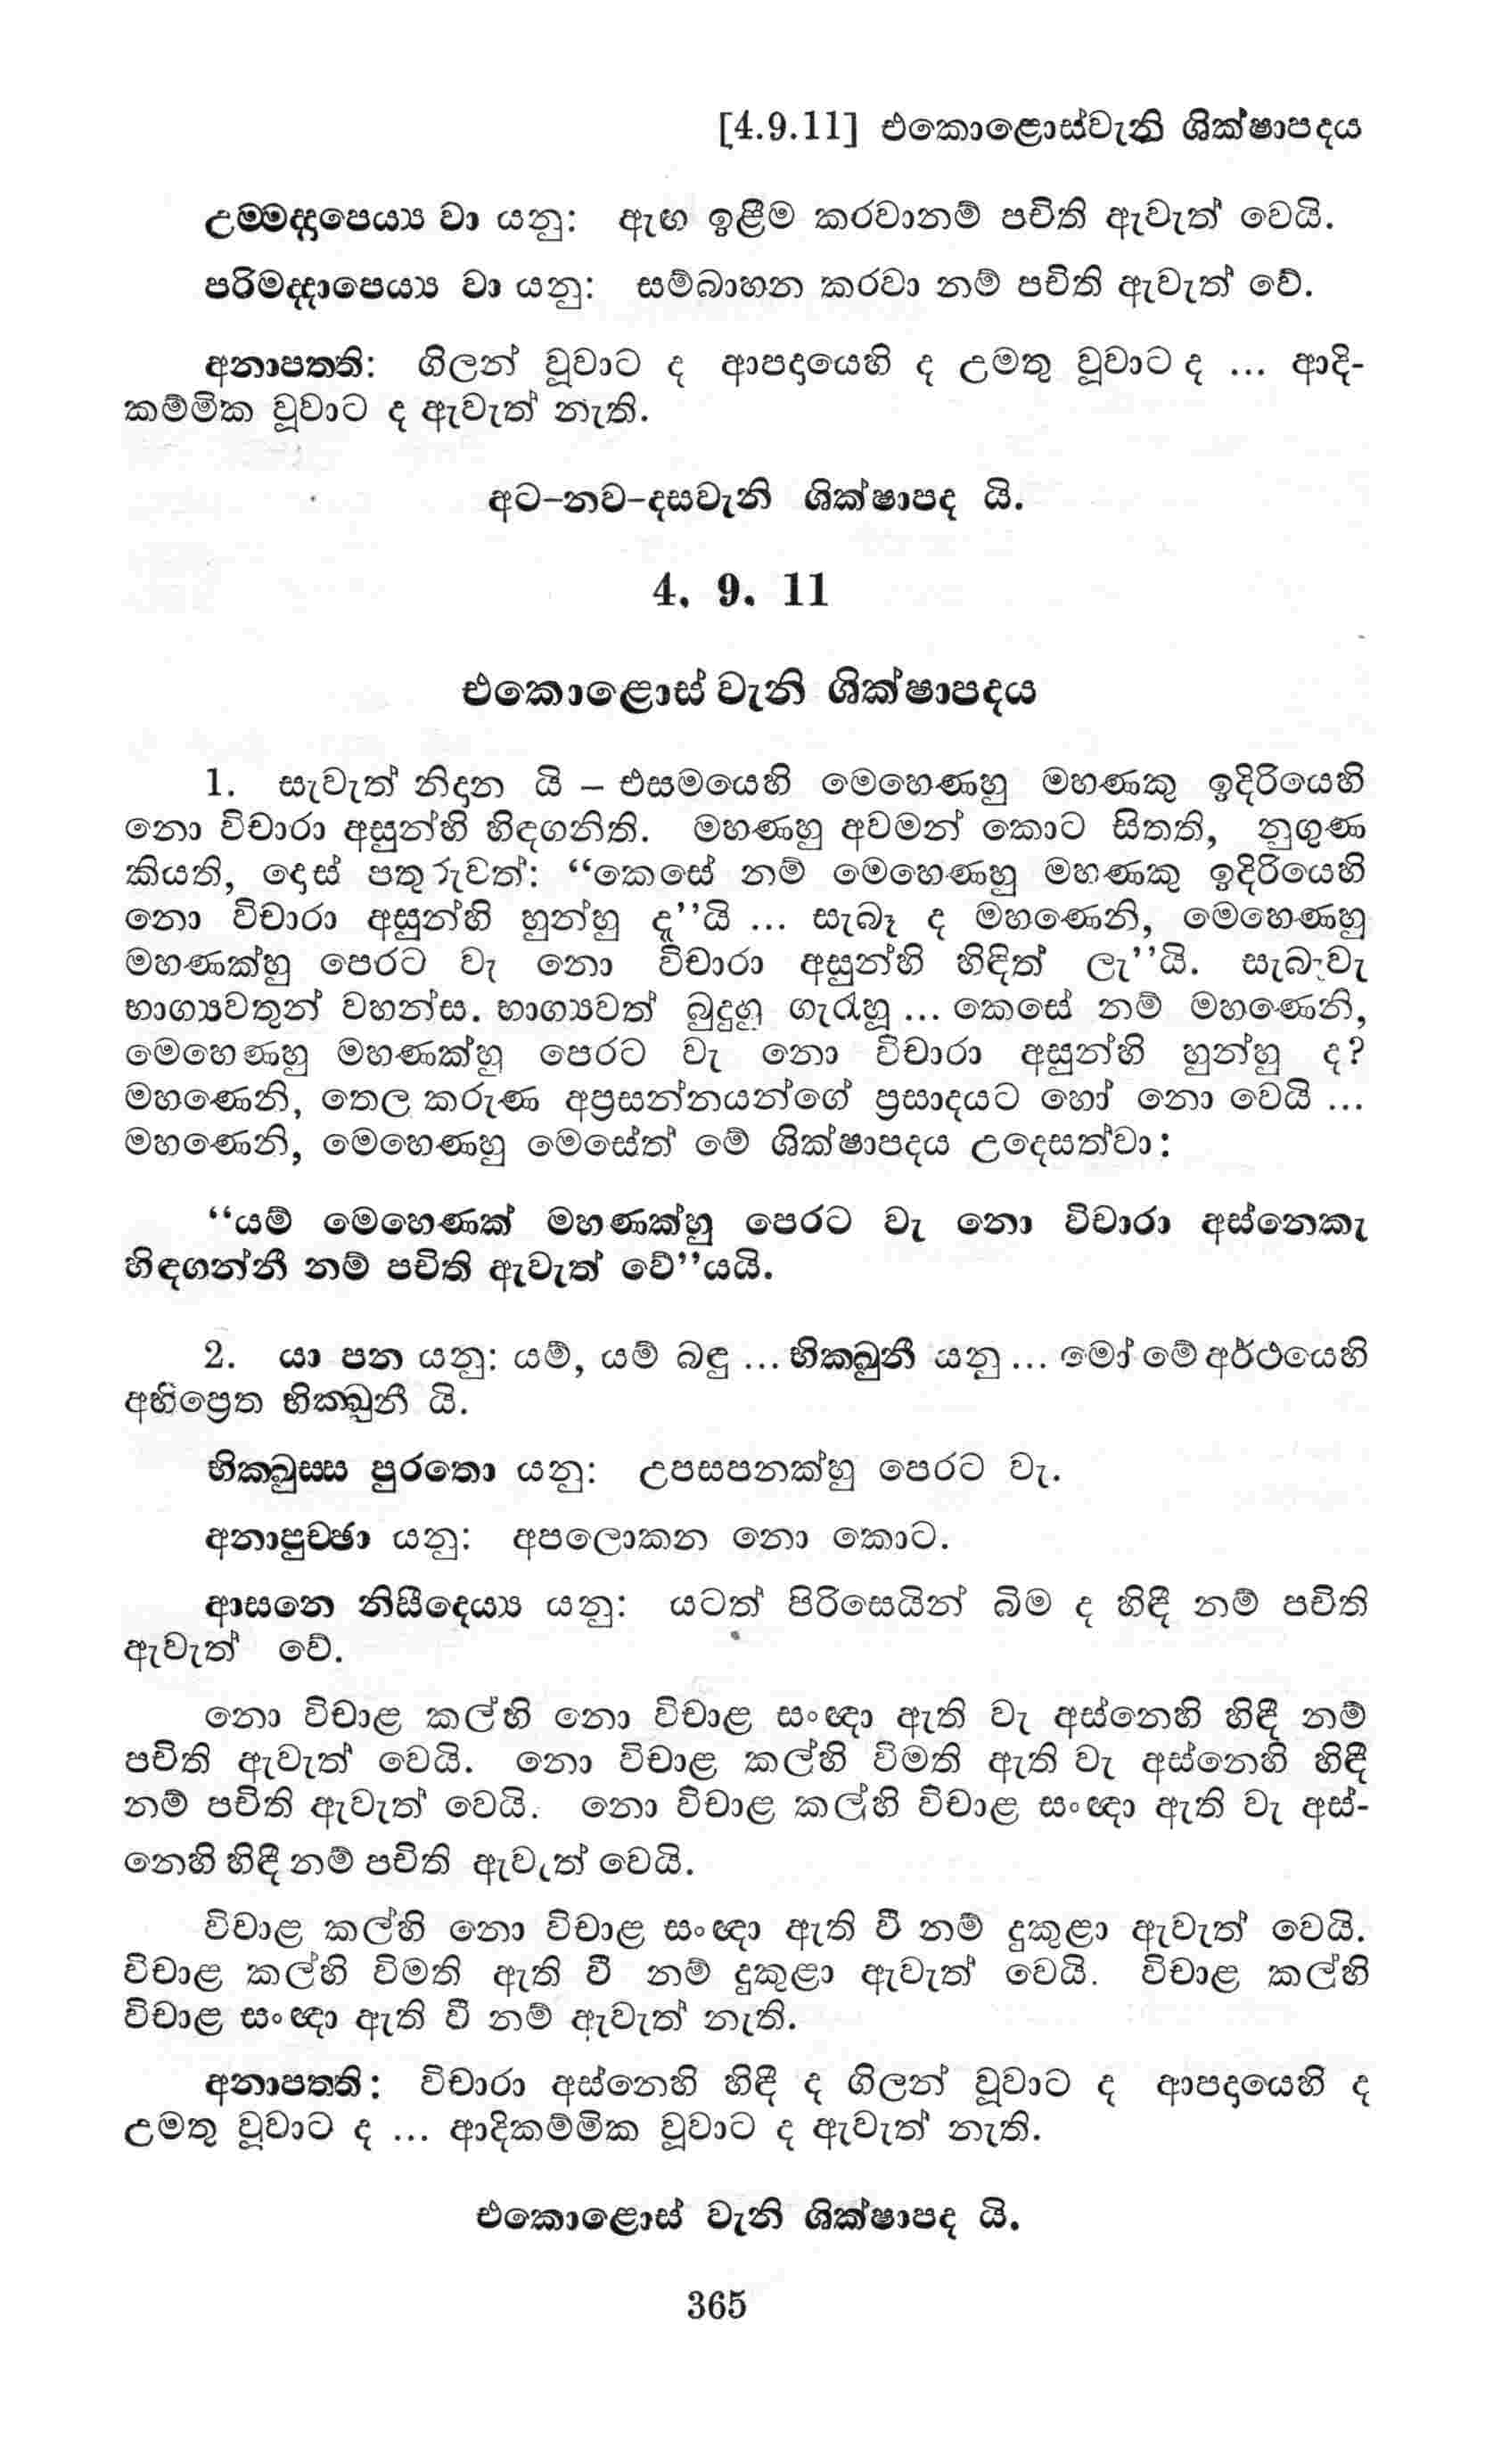 [4.9.11] එකොළොස්වැනි ශික්ෂාපදය
උම්මද්දාපෙය්‍ය වා යනු: ඇඟ ඉළීම කරවානම් පචිති ඇවැත් වෙයි.
පරිමද්දාපෙය්‍ය වා යනු: සම්බාහන කරවා නම් පචිති ඇවැත් වේ.
අනාපත්ති: ගිලන් වූවාට ද ආපදායෙහි ද උමතු වූවාට ද ... ආදි-
කම්මික වූවාට ද ඇවැත් නැති.
අට–නව–දසවැනි ශික්ෂාපද යි.
4. 9. 11
එකොළොස් වැනි ශික්ෂාපදය
1. සැවැත් නිදාන යි – එසමයෙහි මෙහෙණහු මහණකු ඉදිරියෙහි
නො විචාරා අසුන්හි හිඳගනිති. මහණහු අවමන් කොට සිතති, නුගුණ
කියති, දොස් පතුරුවත්: “කෙසේ නම් මෙහෙණහු මහණකු ඉදිරියෙහි
නො විචාරා අසුන්හි හුන්හු ද”යි ... සැබෑ ද මහණෙනි, මෙහෙණහු
මහණක්හු පෙරට වැ නො විචාරා අසුන්හි හිඳිත් ලැ”යි. සැබැවැ
භාග්‍යවතුන් වහන්ස. භාග්‍යවත් බුදුහු ගැරහූ ... කෙසේ නම් මහණෙනි,
මෙහෙණහු මහණක්හු පෙරට වැ නො විචාරා අසුන්හි හුන්හු ද?
මහණෙනි, තෙල කරුණ අප්‍රසන්නයන්ගේ ප්‍රසාදයට හෝ නො වෙයි ...
මහණෙනි, මෙහෙණහු මෙසේත් මේ ශික්ෂාපදය උදෙසත්වා:
“යම් මෙහෙණක් මහණක්හු පෙරට වැ නො විචාරා අස්නෙකැ
හිඳගන්නී නම් පචිති ඇවැත් වේ”යයි.
2. යා පන යනු: යම්, යම් බඳු ... භික්ඛුනී යනු ... මෝ මේ අර්ථයෙහි
අභිප්‍රෙත භික්ඛුනී යි.
භික්ඛුස්ස පුරතො යනු: උපසපනක්හු පෙරට වැ.
අනාපුච්ඡා යනු: අපලොකන නො කොට.
ආසනෙ නිසීදෙය්‍ය යනු: යටත් පිරිසෙයින් බිම ද හිඳී නම් පචිති
ඇවැත් වේ.
නො විචාළ කල්හි නො විචාළ සංඥා ඇති වැ අස්නෙහි හිඳී නම්
පචිති ඇවැත් වෙයි. නො විචාළ කල්හි විමති ඇති වැ අස්නෙහි හිඳී
නම් පචිති ඇවැත් වෙයි. නො විචාළ කල්හි විචාළ සංඥා ඇති වැ අස්-
නෙහි හිඳී නම් පචිති ඇවැත් වෙයි.
විචාළ කල්හි නො විචාළ සංඥා ඇති වී නම් දුකුළා ඇවැත් වෙයි.
විචාළ කල්හි විමති ඇති වී නම් දුකුළා ඇවැත් වෙයි. විචාළ කල්හි
විචාළ සංඥා ඇති වී නම් ඇවැත් නැති.
අනාපත්ති: විචාරා අස්නෙහි හිඳී ද ගිලන් වූවාට ද ආපදායෙහි ද
උමතු වූවාට ද ... ආදිකම්මික වූවාට ද ඇවැත් නැති.
එකොළොස් වැනි ශික්ෂාපද යි.
365